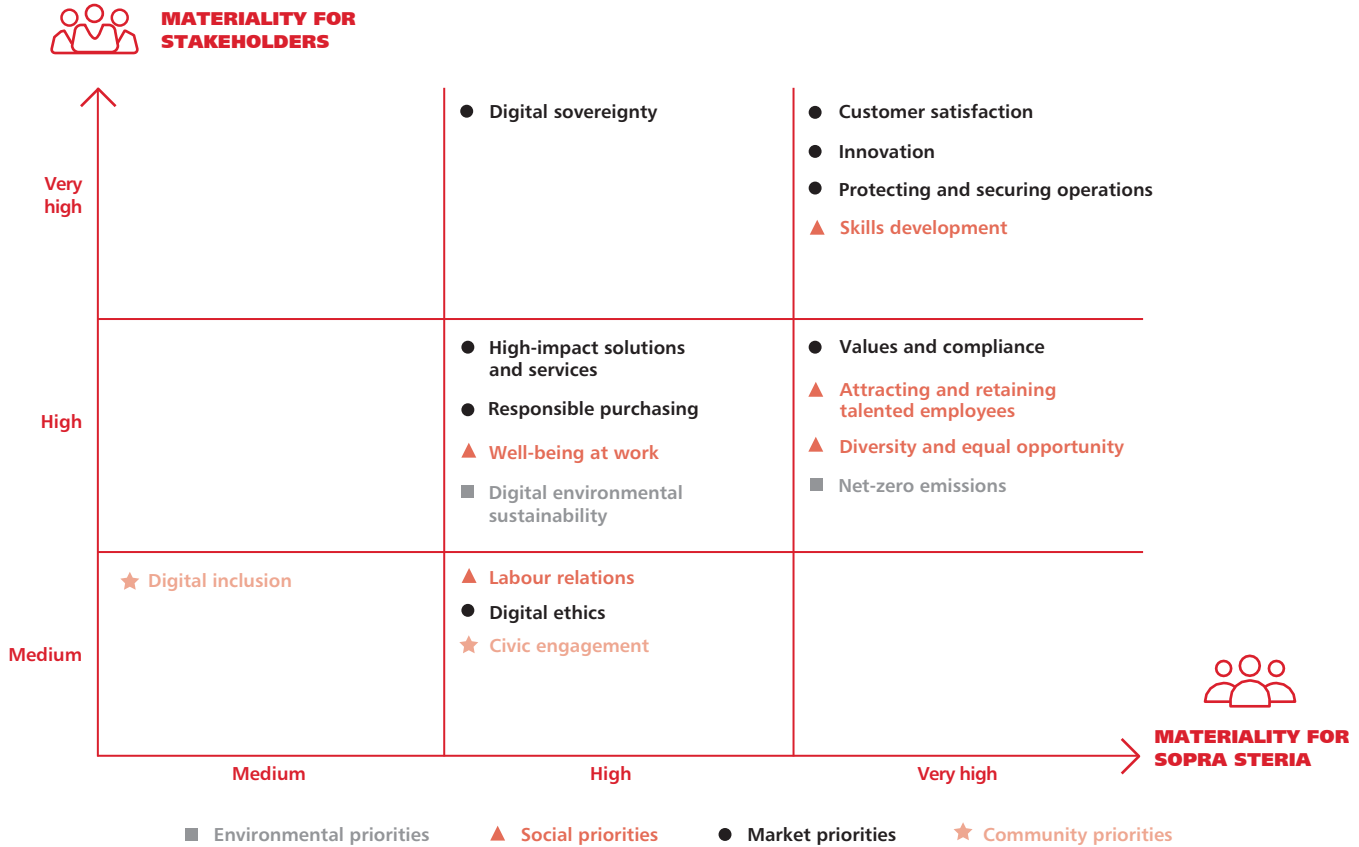 MATERIALITY FOR
STAKEHOLDERS
Very
high
Digital sovereignty
Customer satisfaction
Innovation
Protecting and securing operations
Skills development
High
High-impact solutions
and services
Responsible purchasing
Well-being at work
Digital environmental
sustainability
Values and compliance
Attracting and retaining
talented employees
Diversity and equal opportunity
Net-zero emissions
Medium
Digital inclusion
Labour relations
Digital ethics
Civic engagement
MATERIALITY FOR
SOPRA STERIA
Medium
High
Very high
Environmental priorities
Social priorities
Market priorities
Community priorities